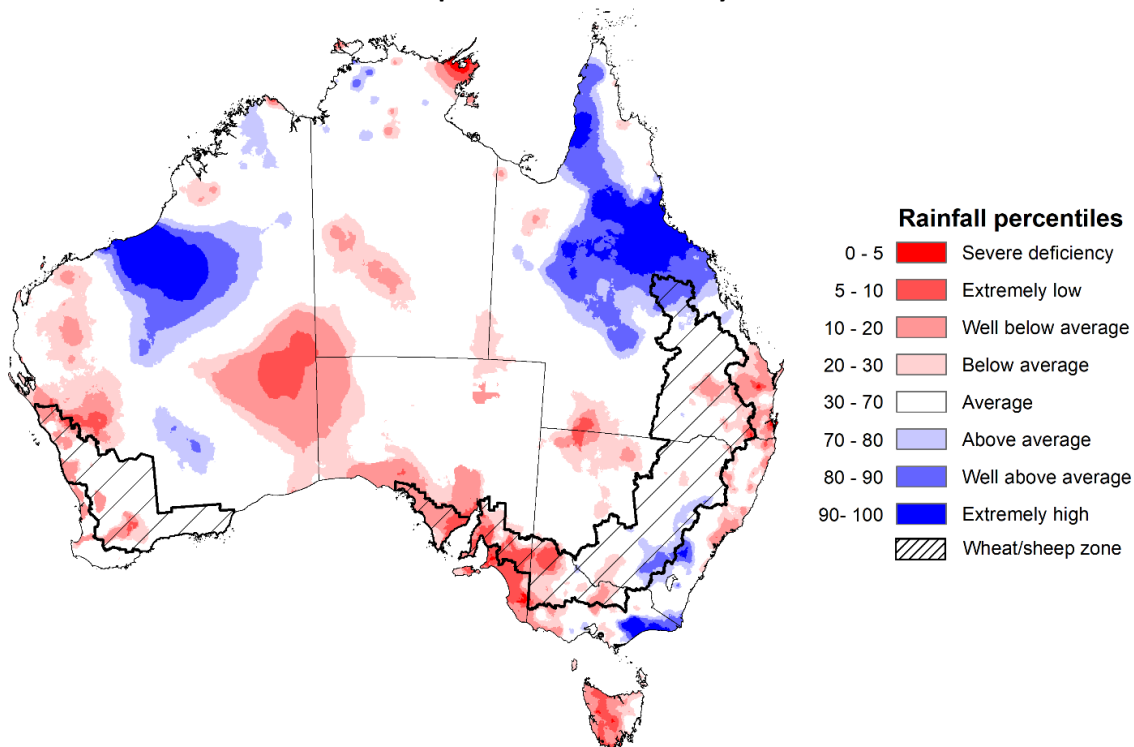 Rainfall percentiles
0 - 5 Severe deficiency
5 - 10 Extremely low
10 - 20 Well below average
20 - 30 Below average
30 - 70 Average
70 - 80 Above average
80 - 90 Well above average
90- 100 Extremely high
Wheat/sheep zone